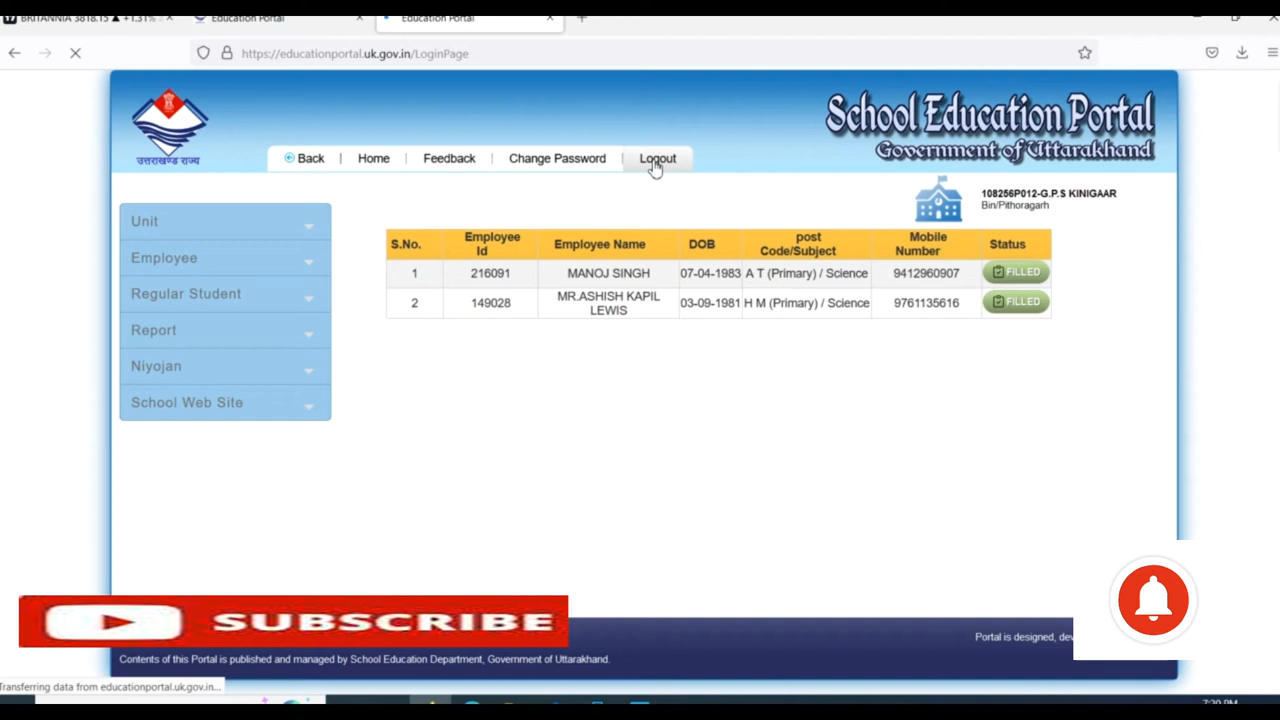 BRITANNIA 3818.15 ▲ +1.31%
Education Portal
Education Portal
https://educationportal.uk.gov.in/LoginPage
School Education Portal
Government of Uttarakhand
उत्तराखण्ड राज्य
Back | Home | Feedback | Change Password | Logout
108256P012-G.P.S KINIGAAR
Bin/Pithoragarh
Unit
Employee
Regular Student
Report
Niyojan
School Web Site
S.No. Employee Id Employee Name DOB post Code/Subject Mobile Number Status
1 216091 MANOJ SINGH 07-04-1983 A T (Primary) / Science 9412960907 FILLED
2 149028 MR.ASHISH KAPIL LEWIS 03-09-1981 H M (Primary) / Science 9761135616 FILLED
SUBSCRIBE
Portal is designed, dev
Contents of this Portal is published and managed by School Education Department, Government of Uttarakhand.
Transferring data from educationportal.uk.gov.in...
7:20 PM